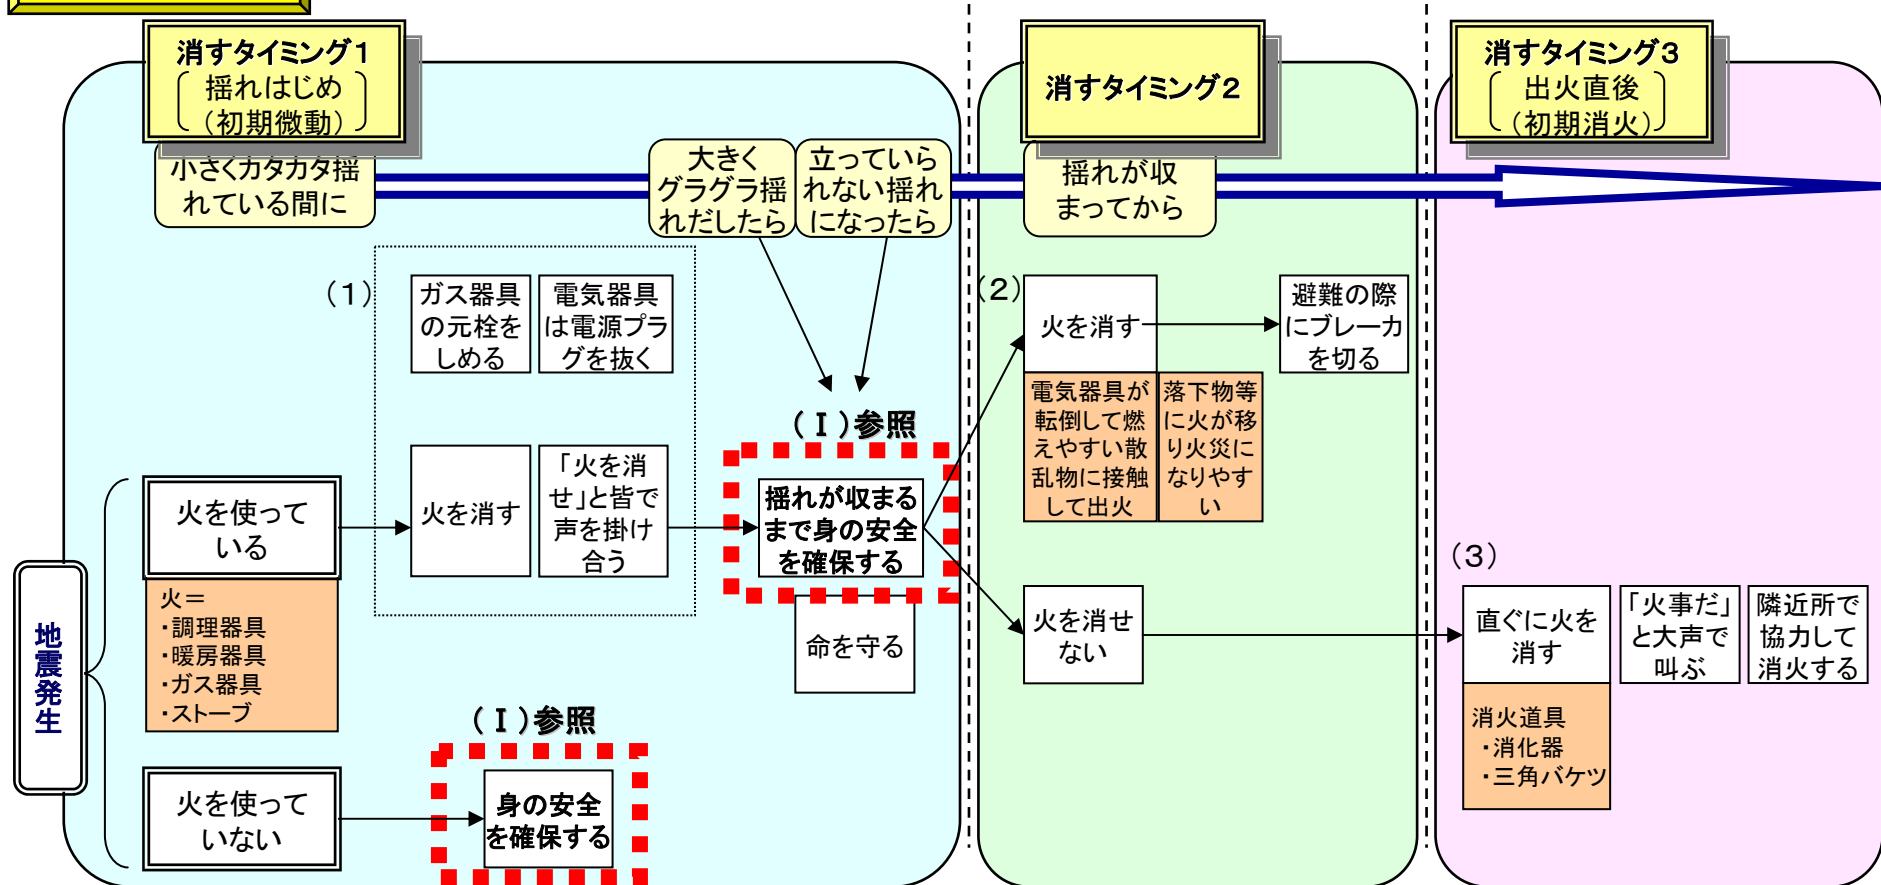 消すタイミング１
揺れはじめ
（初期微動）
消すタイミング２
消すタイミング３
出火直後
（初期消火）
小さくカタカタ揺
れている間に
大きく
グラグラ揺
れだしたら
立っていら
れない揺れ
になったら
揺れが収
まってから
（１）
ガス器具
の元栓を
しめる
電気器具
は電源プラ
グを抜く
火を消す
「火を消
せ」と皆で
声を掛け
合う
（Ｉ）参照
揺れが収まる
まで身の安全
を確保する
命を守る
地震発生
火を使って
いる
火＝
・調理器具
・暖房器具
・ガス器具
・ストーブ
火を使って
いない
（Ｉ）参照
身の安全
を確保する
（２）
火を消す
避難の際
にブレーカ
を切る
電気器具が
転倒して燃
えやすい散
乱物に接触
して出火
落下物等
に火が移
り火災に
なりやす
い
火を消せ
ない
（３）
直ぐに火を
消す
「火事だ」
と大声で
叫ぶ
隣近所で
協力して
消火する
消火道具
・消化器
・三角バケツ